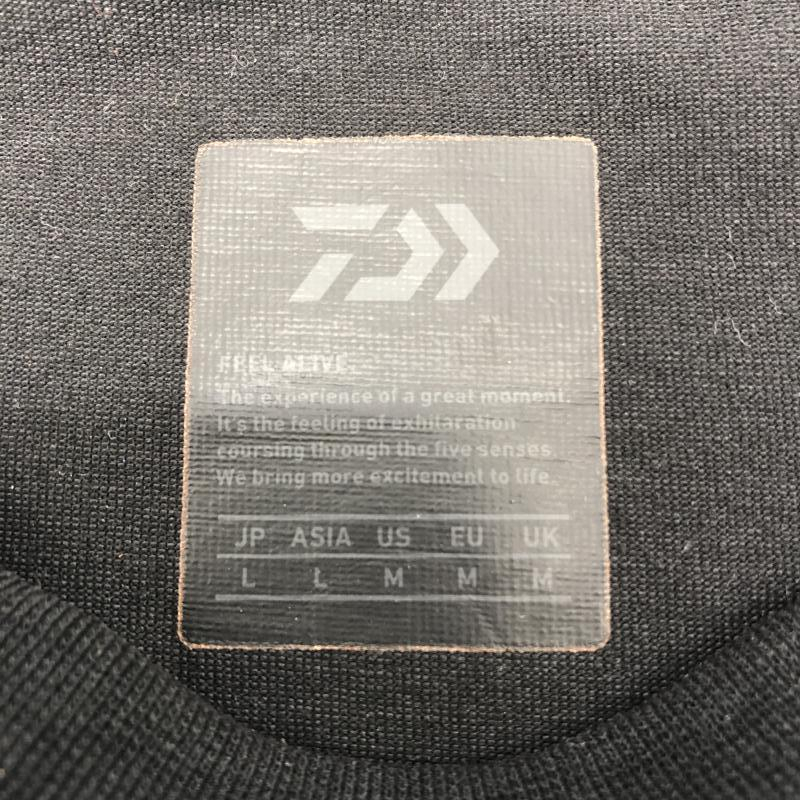 FEEL ALIVE.
The experience of a great moment.
It's the feeling of exhilaration
coursing through the five senses.
We bring more excitement to life.
JP ASIA US EU UK
L L M M M